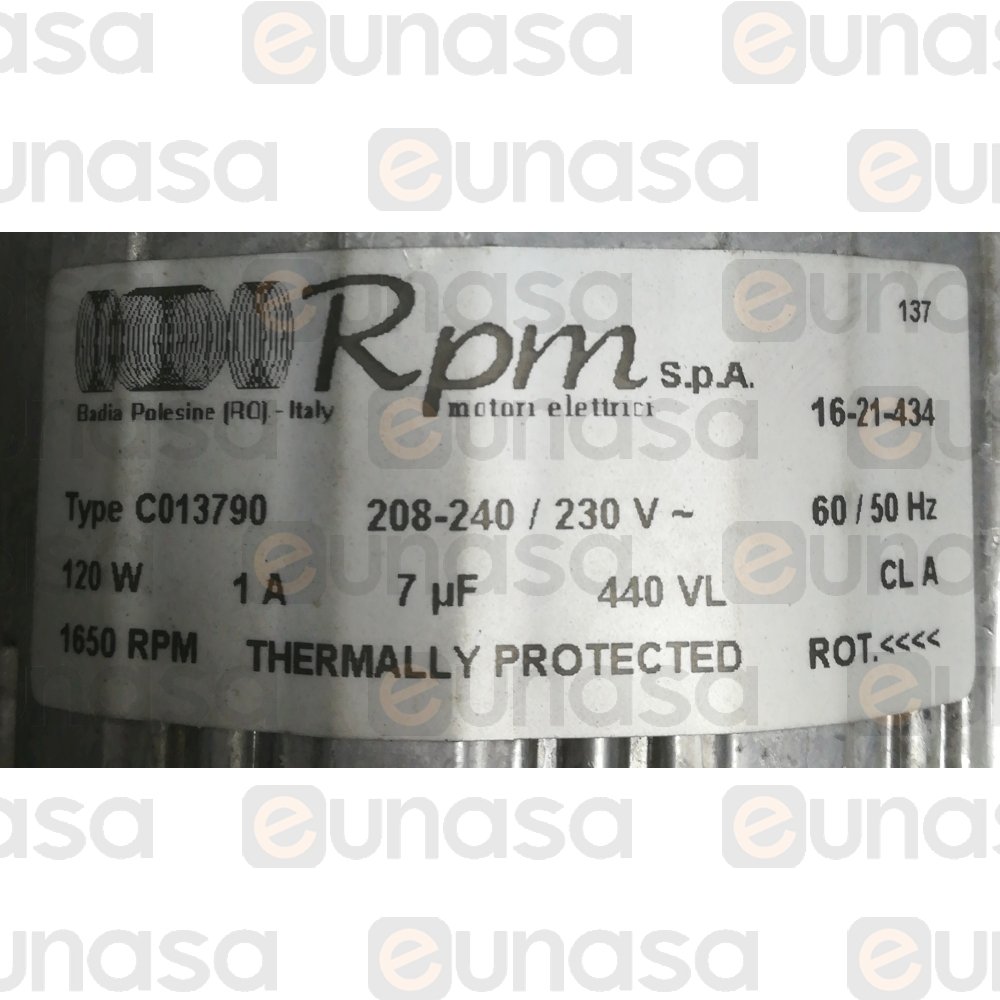 eunasa eunasa
eunasa eunasa
Rpm S.p.A.
137
Badia Polesine (RO) - Italy
motori elettrici
16-21-434
Type C013790 208-240 / 230 V ~ 60 / 50 Hz
120 W 1 A 7 µF 440 VL CL A
1650 RPM THERMALLY PROTECTED ROT.<<<<
eunasa eunasa
eunasa eunasa